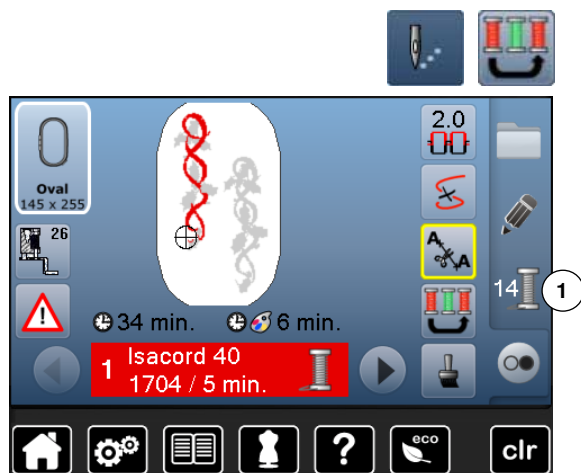 2.0
Oval
145 x 255
26
A
A
14
1
34 min.
6 min.
1 Isacord 40
1704 / 5 min.
?
eco
clr